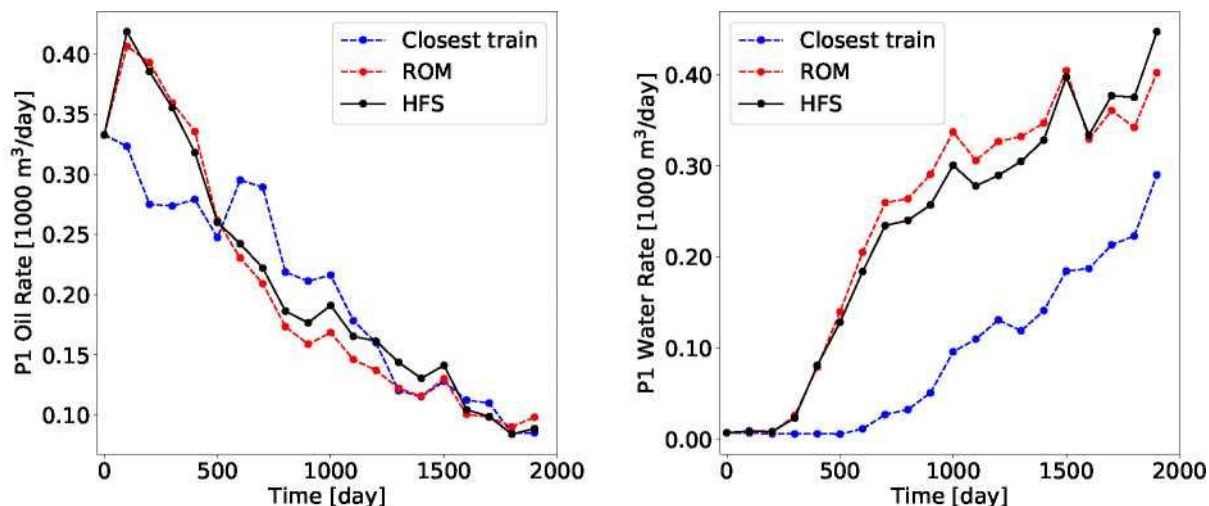 P1 Oil Rate [1000 m³/day]
0.40
0.35
0.30
0.25
0.20
0.15
0.10
Closest train
ROM
HFS
0
500
1000
1500
2000
Time [day]
P1 Water Rate [1000 m³/day]
0.40
0.30
0.20
0.10
0.00
Closest train
ROM
HFS
0
500
1000
1500
2000
Time [day]